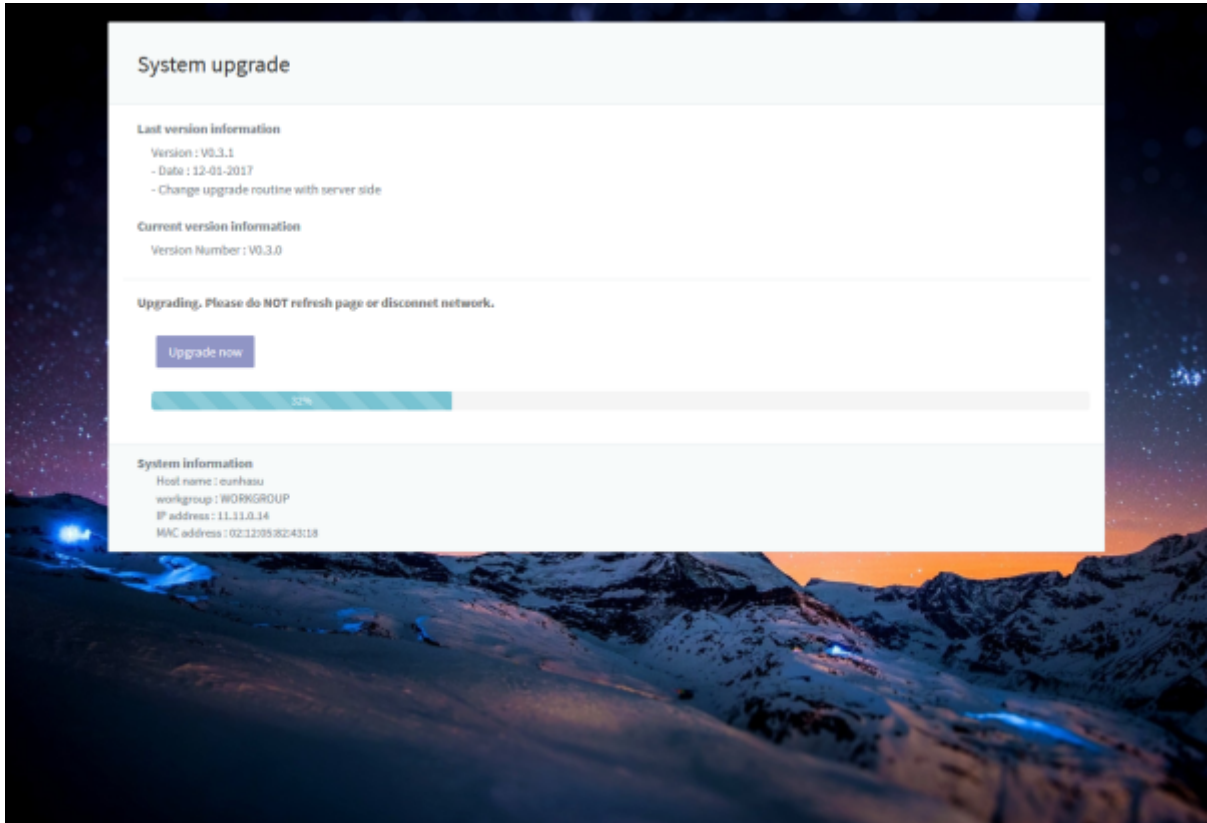 System upgrade
Last version information
Version : V0.3.1
- Date : 12-01-2017
- Change upgrade routine with server side
Current version information
Version Number : V0.3.0
Upgrading. Please do NOT refresh page or disconnet network.
Upgrade now
32%
System information
Host name : eunhasu
workgroup : WORKGROUP
IP address : 11.11.0.14
MAC address : 02:12:05:82:43:18